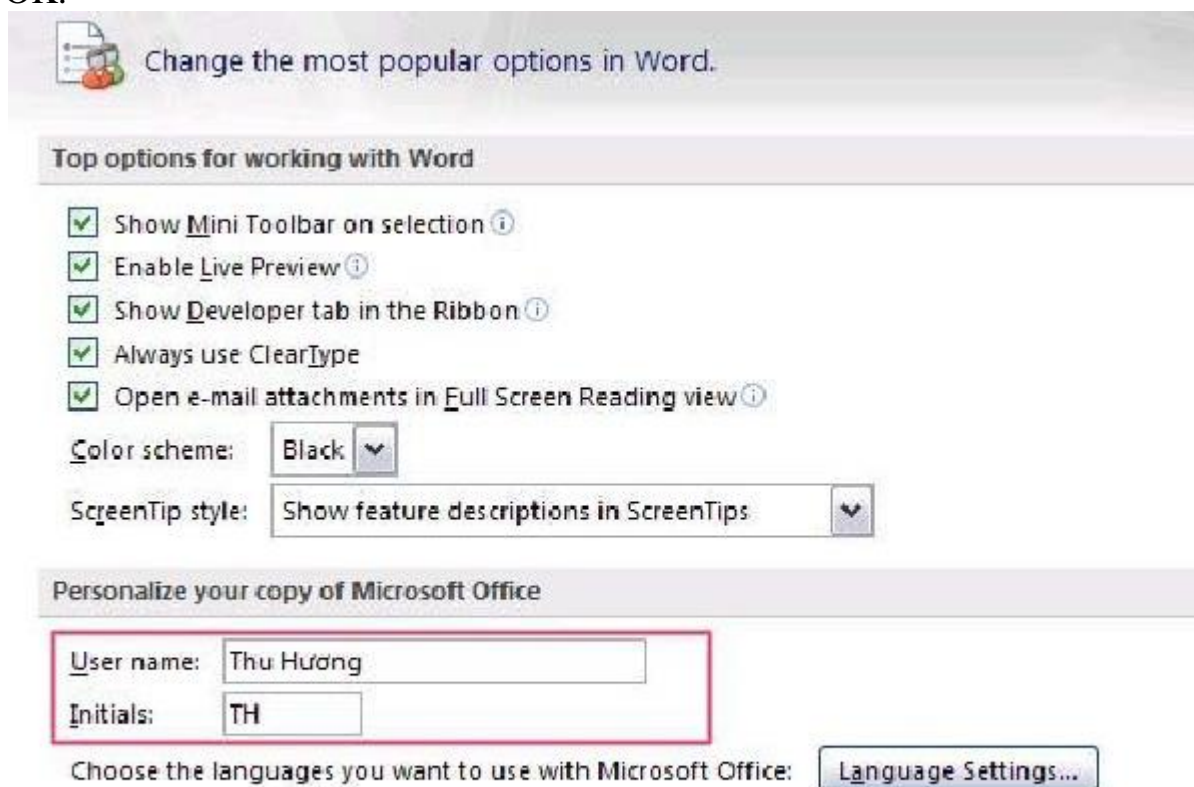 OK.
Change the most popular options in Word.
Top options for working with Word
Show Mini Toolbar on selection
Enable Live Preview
Show Developer tab in the Ribbon
Always use ClearType
Open e-mail attachments in Full Screen Reading view
Color scheme: Black
ScreenTip style: Show feature descriptions in ScreenTips
Personalize your copy of Microsoft Office
User name: Thu Hương
Initials: TH
Choose the languages you want to use with Microsoft Office: Language Settings...